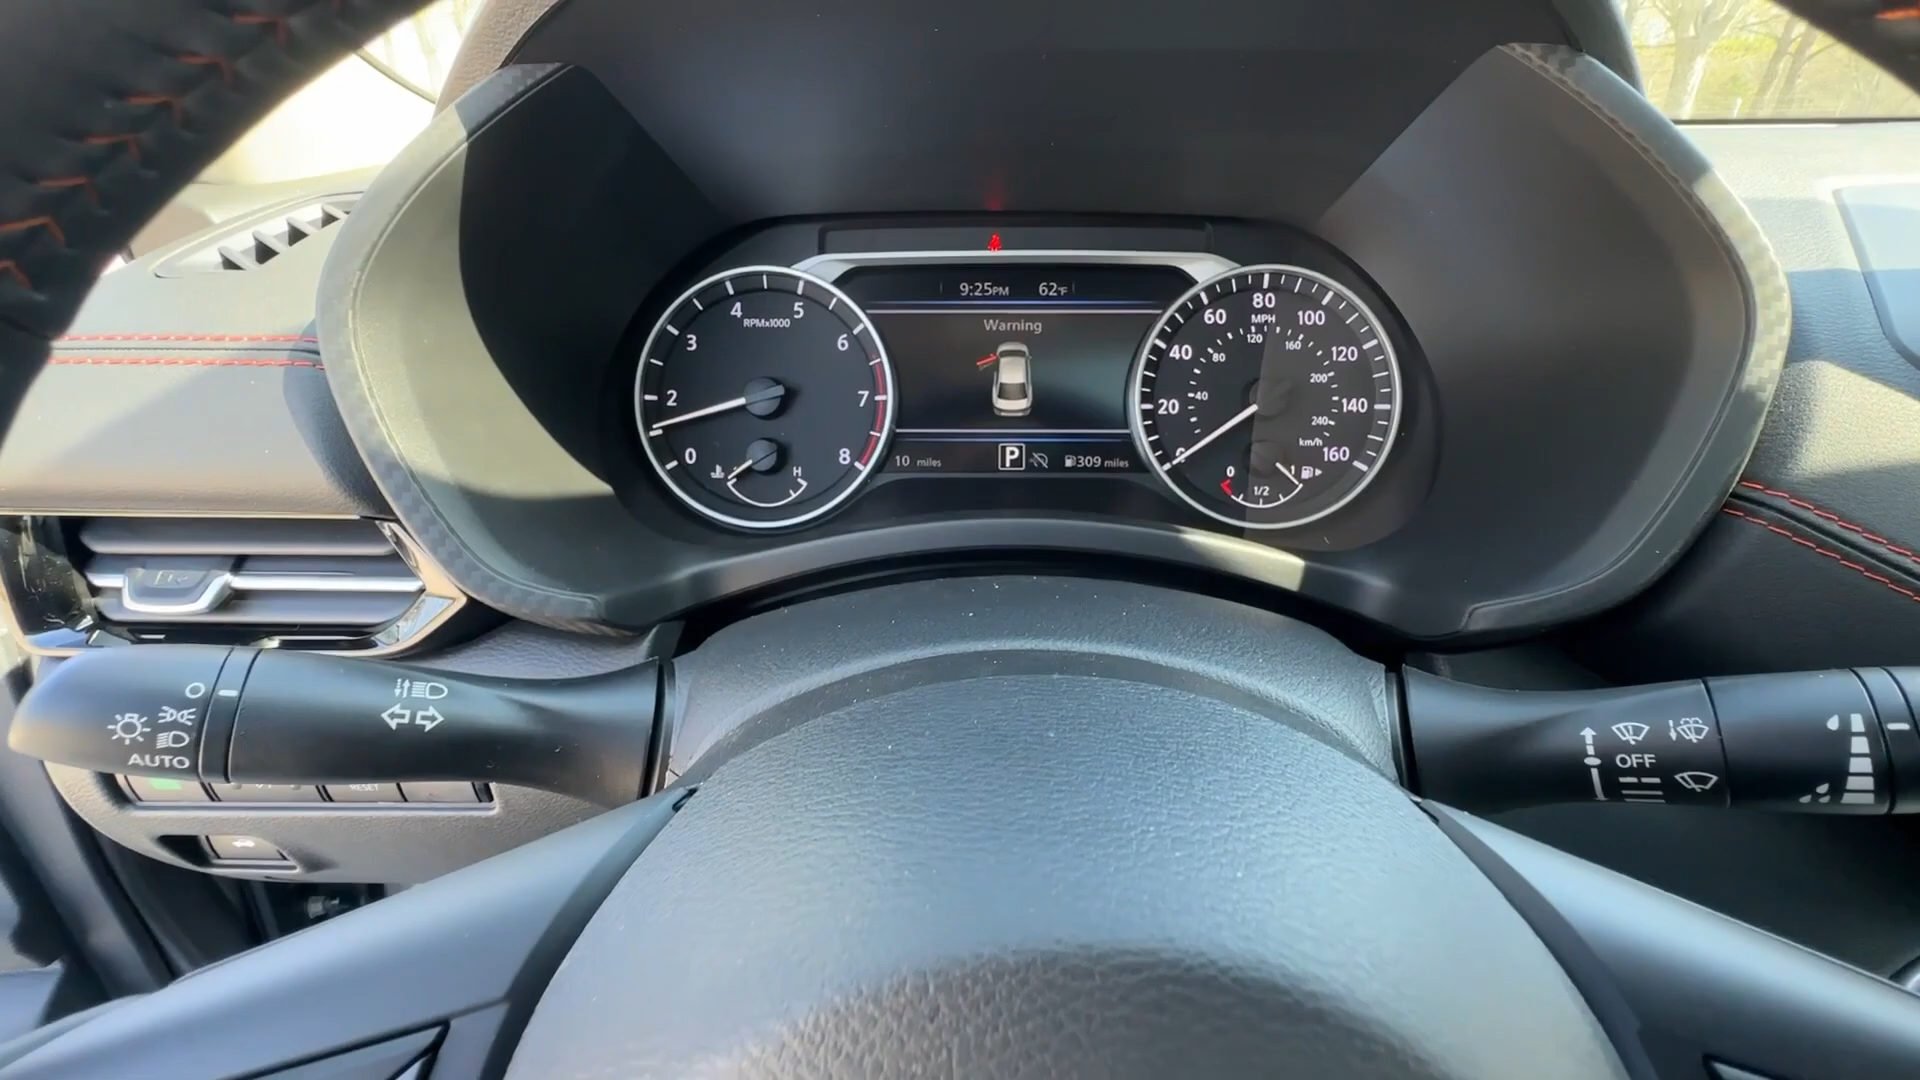 9:25PM 62°F
Warning
10 miles P 309 miles
0 2 3 4 5 6 7 8
RPMx1000
H
0 20 40 60 80 100 120 140 160
MPH
40 80 120 160 200 240
km/h
0 1/2 1
AUTO
RESET
OFF